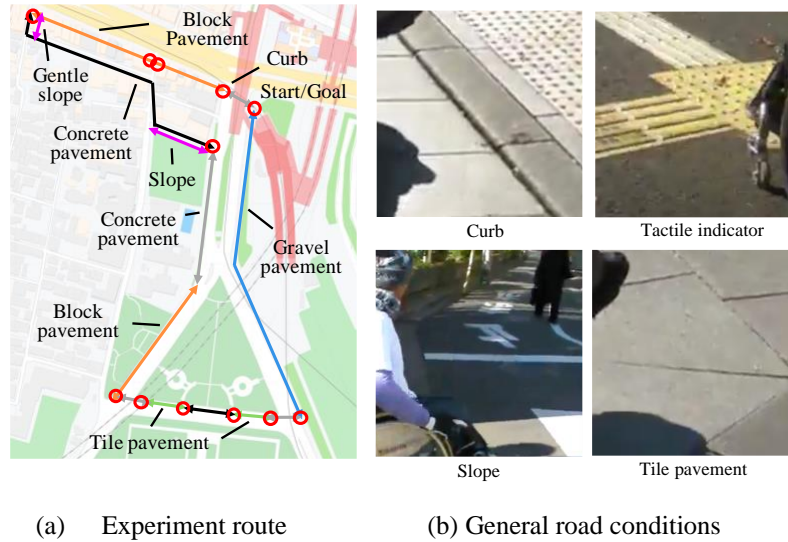 Block
Pavement
Curb
Gentle
slope
Start/Goal
Concrete
pavement
Slope
Concrete
pavement
Gravel
pavement
Block
pavement
Tile pavement
Curb
Tactile indicator
Slope
Tile pavement
(a) Experiment route
(b) General road conditions